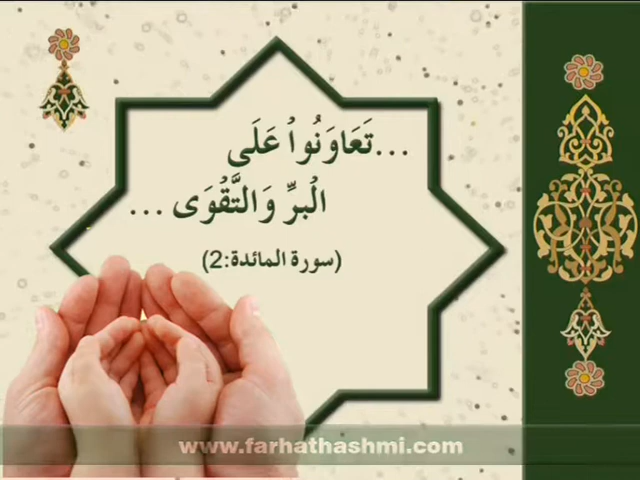 ...تَعَاوَنُواْ عَلَى
الْبرِّ وَالتَّقْوَى ...
(سورة المائدة:2)
www.farhathashmi.com